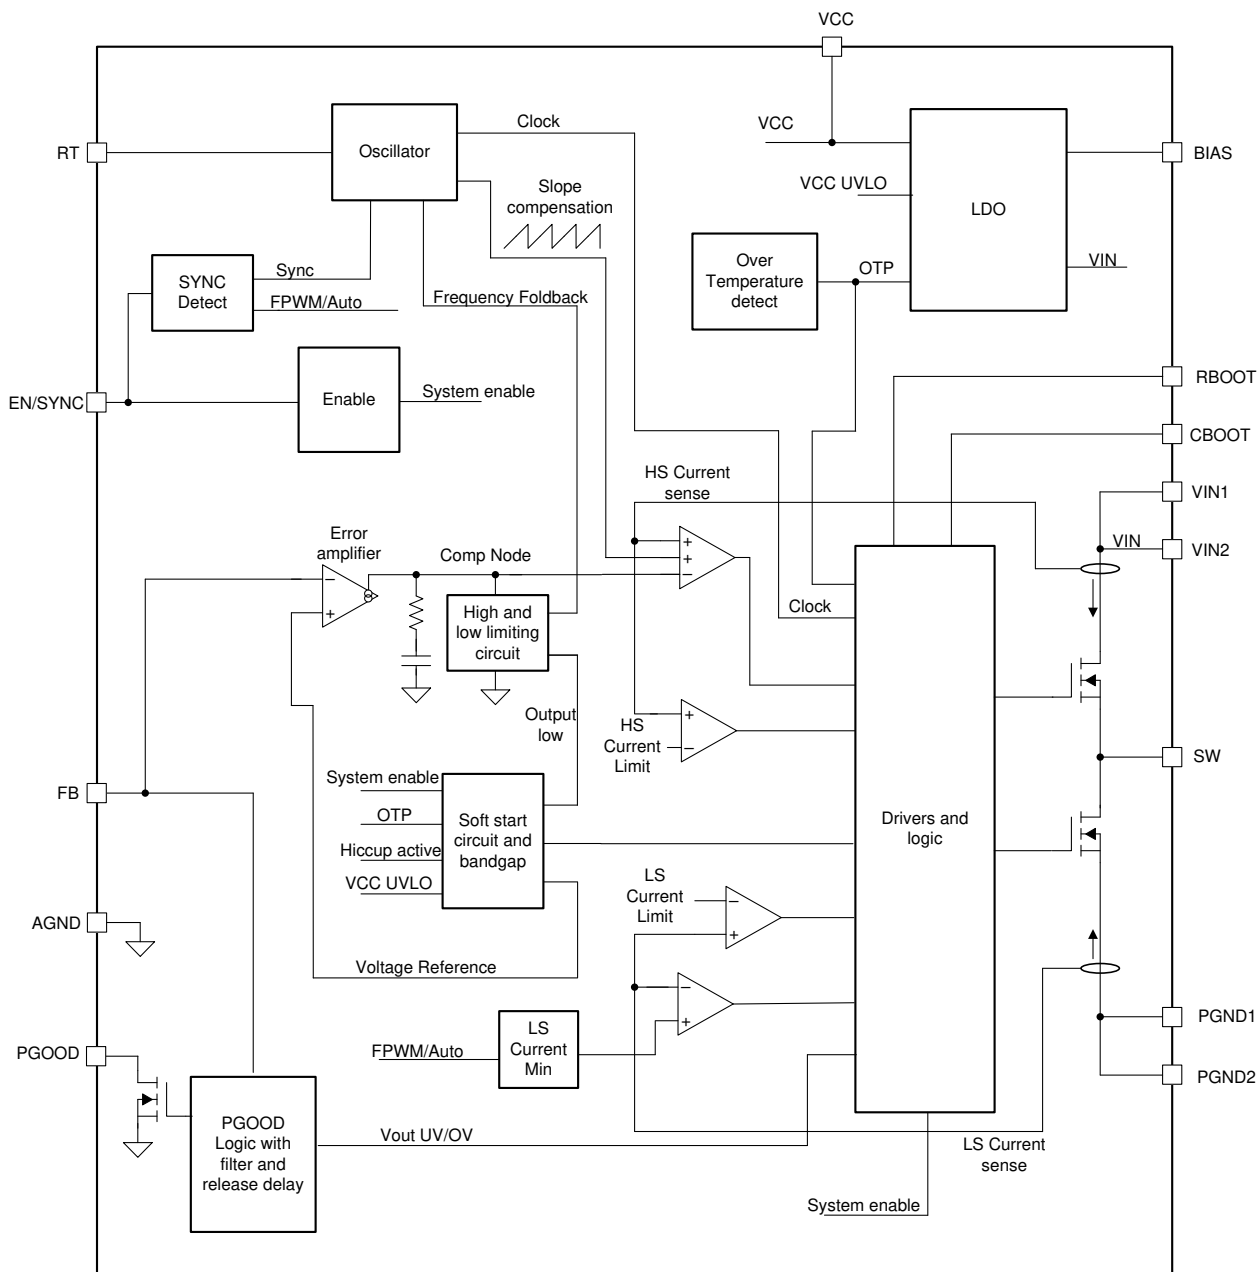 VCC
RT
Oscillator
Clock
VCC
BIAS
Slope
compensation
VCC UVLO
LDO
SYNC
Detect
Sync
FPWM/Auto
Frequency Foldback
Over
Temperature
detect
OTP
VIN
EN/SYNC
Enable
System enable
RBOOT
CBOOT
HS Current
sense
VIN1
VIN
VIN2
Error
amplifier
−
+
Comp Node
+
+
−
High and
low limiting
circuit
Clock
Output
low
HS
Current
Limit
+
−
SW
FB
System enable
OTP
Hiccup active
VCC UVLO
Soft start
circuit and
bandgap
Drivers and
logic
LS
Current
Limit
−
+
AGND
Voltage Reference
−
+
PGND1
PGOOD
FPWM/Auto
LS
Current
Min
PGND2
PGOOD
Logic with
filter and
release delay
Vout UV/OV
LS Current
sense
System enable